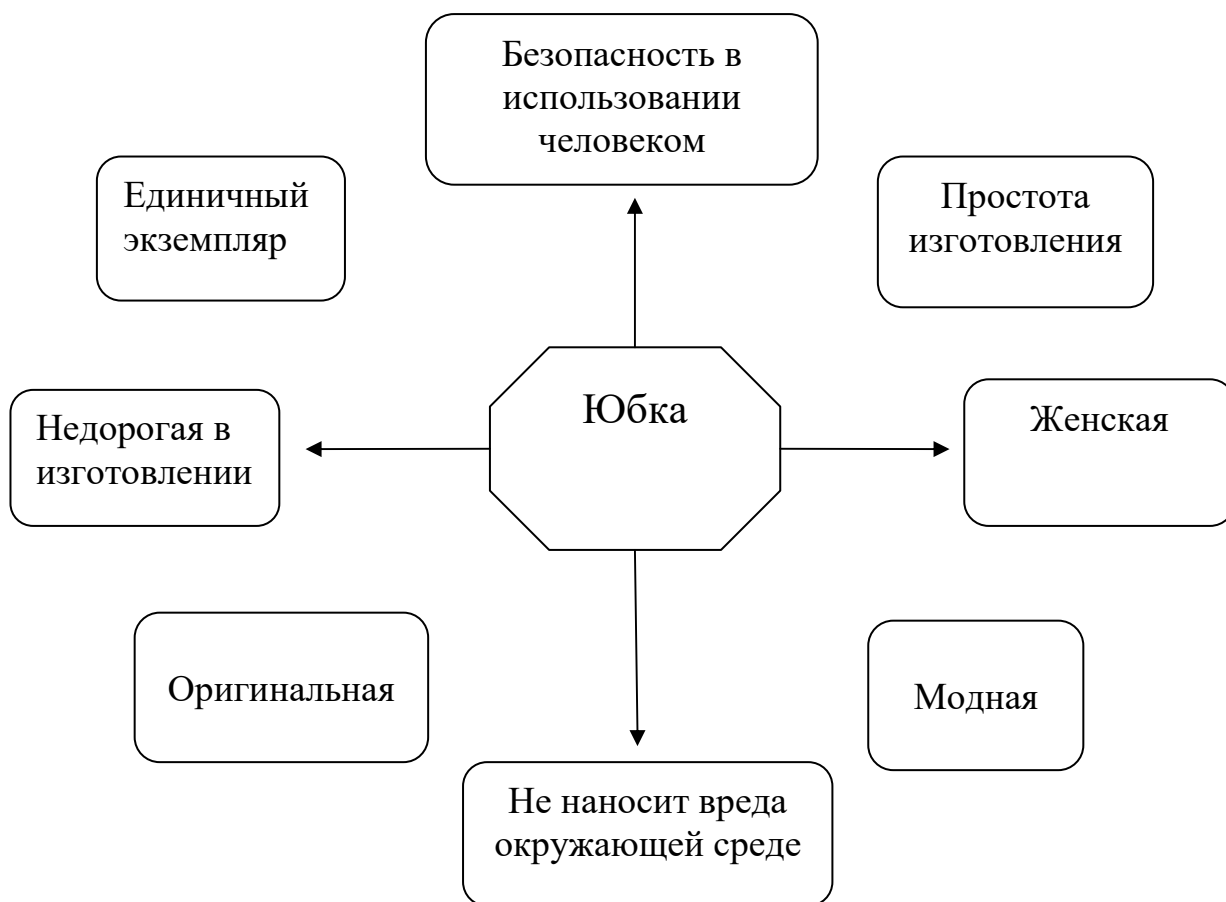 Безопасность в
использовании
человеком
Единичный
экземпляр
Простота
изготовления
Юбка
Недорогая в
изготовлении
Женская
Оригинальная
Модная
Не наносит вреда
окружающей среде